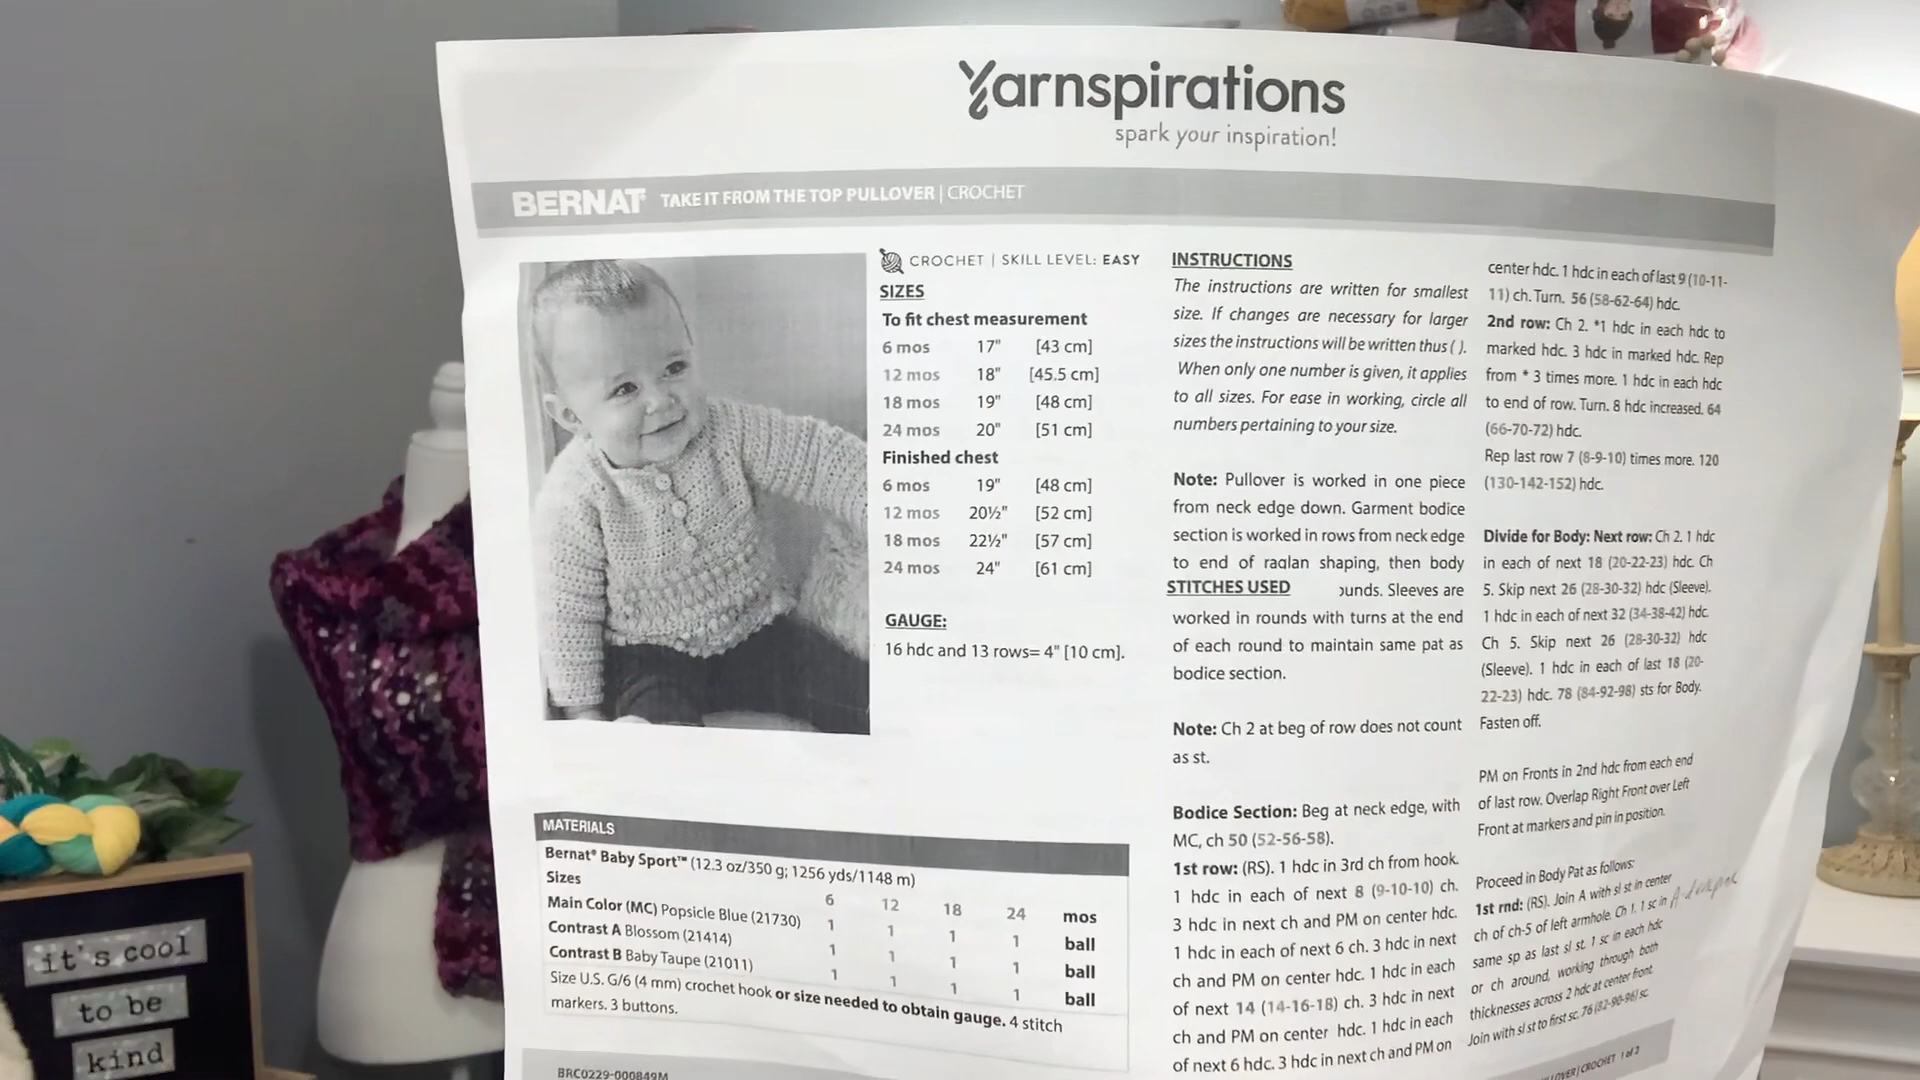 Yarnspirations
spark your inspiration!
BERNAT TAKE IT FROM THE TOP PULLOVER | CROCHET
CROCHET | SKILL LEVEL: EASY
SIZES
To fit chest measurement
6 mos 17" [43 cm]
12 mos 18" [45.5 cm]
18 mos 19" [48 cm]
24 mos 20" [51 cm]
Finished chest
6 mos 19" [48 cm]
12 mos 20½" [52 cm]
18 mos 22½" [57 cm]
24 mos 24" [61 cm]
GAUGE:
16 hdc and 13 rows= 4" [10 cm].
MATERIALS
Bernat® Baby Sport™ (12.3 oz/350 g; 1256 yds/1148 m)
Sizes 6 12 18 24 mos
Main Color (MC) Popsicle Blue (21730) 1 1 1 1 ball
Contrast A Blossom (21414) 1 1 1 1 ball
Contrast B Baby Taupe (21011) 1 1 1 1 ball
Size U.S. G/6 (4 mm) crochet hook or size needed to obtain gauge. 4 stitch
markers. 3 buttons.
BRC0229-000849M
INSTRUCTIONS
The instructions are written for smallest
size. If changes are necessary for larger
sizes the instructions will be written thus ( ).
When only one number is given, it applies
to all sizes. For ease in working, circle all
numbers pertaining to your size.
Note: Pullover is worked in one piece
from neck edge down. Garment bodice
section is worked in rows from neck edge
to end of raglan shaping, then body
STITCHES USED
ounds. Sleeves are
worked in rounds with turns at the end
of each round to maintain same pat as
bodice section.
Note: Ch 2 at beg of row does not count
as st.
Bodice Section: Beg at neck edge, with
MC, ch 50 (52-56-58).
1st row: (RS). 1 hdc in 3rd ch from hook.
1 hdc in each of next 8 (9-10-10) ch.
3 hdc in next ch and PM on center hdc.
1 hdc in each of next 6 ch. 3 hdc in next
ch and PM on center hdc. 1 hdc in each
of next 14 (14-16-18) ch. 3 hdc in next
ch and PM on center hdc. 1 hdc in each
of next 6 hdc. 3 hdc in next ch and PM on
center hdc. 1 hdc in each of last 9 (10-11-
11) ch. Turn. 56 (58-62-64) hdc.
2nd row: Ch 2. *1 hdc in each hdc to
marked hdc. 3 hdc in marked hdc. Rep
from * 3 times more. 1 hdc in each hdc
to end of row. Turn. 8 hdc increased. 64
(66-70-72) hdc.
Rep last row 7 (8-9-10) times more. 120
(130-142-152) hdc.
Divide for Body: Next row: Ch 2. 1 hdc
in each of next 18 (20-22-23) hdc. Ch
5. Skip next 26 (28-30-32) hdc (Sleeve).
1 hdc in each of next 32 (34-38-42) hdc.
Ch 5. Skip next 26 (28-30-32) hdc
(Sleeve). 1 hdc in each of last 18 (20-
22-23) hdc. 78 (84-92-98) sts for Body.
Fasten off.
PM on Fronts in 2nd hdc from each end
of last row. Overlap Right Front over Left
Front at markers and pin in position.
Proceed in Body Pat as follows:
1st rnd: (RS). Join A with sl st in center
ch of ch-5 of left armhole. Ch 1. 1 sc in
same sp as last sl st. 1 sc in each hdc
or ch around, working through both
thicknesses across 2 hdc at center front.
Join with sl st to first sc. 76 (82-90-96) sc.
CROCHET 1 of 2
it's cool
to be
kind